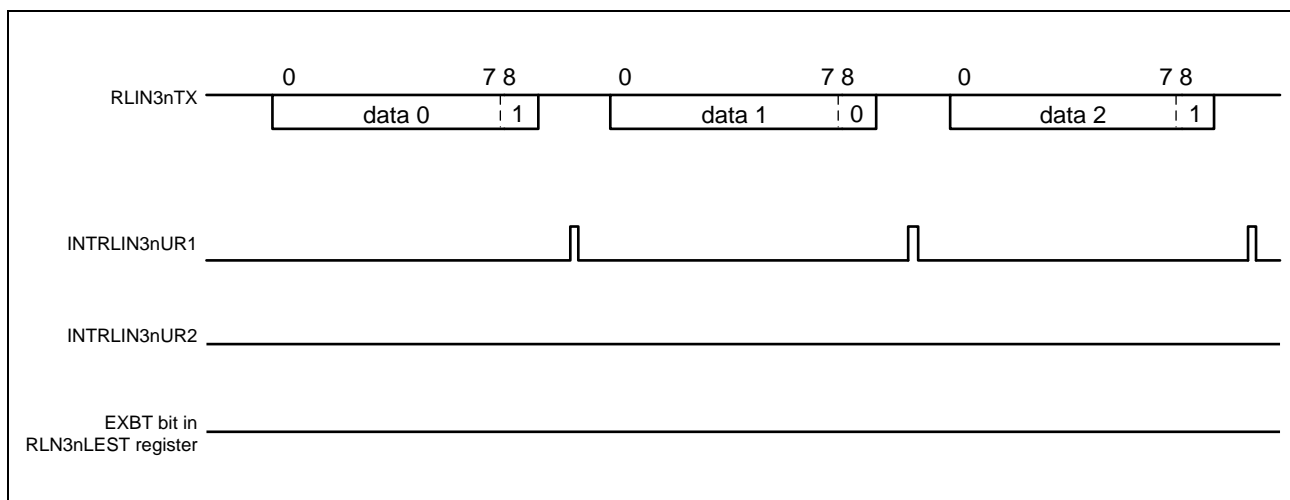 0 7 8 0 7 8 0 7 8
RLIN3nTX
data 0 1 data 1 0 data 2 1
INTRLIN3nUR1
INTRLIN3nUR2
EXBT bit in
RLN3nLEST register